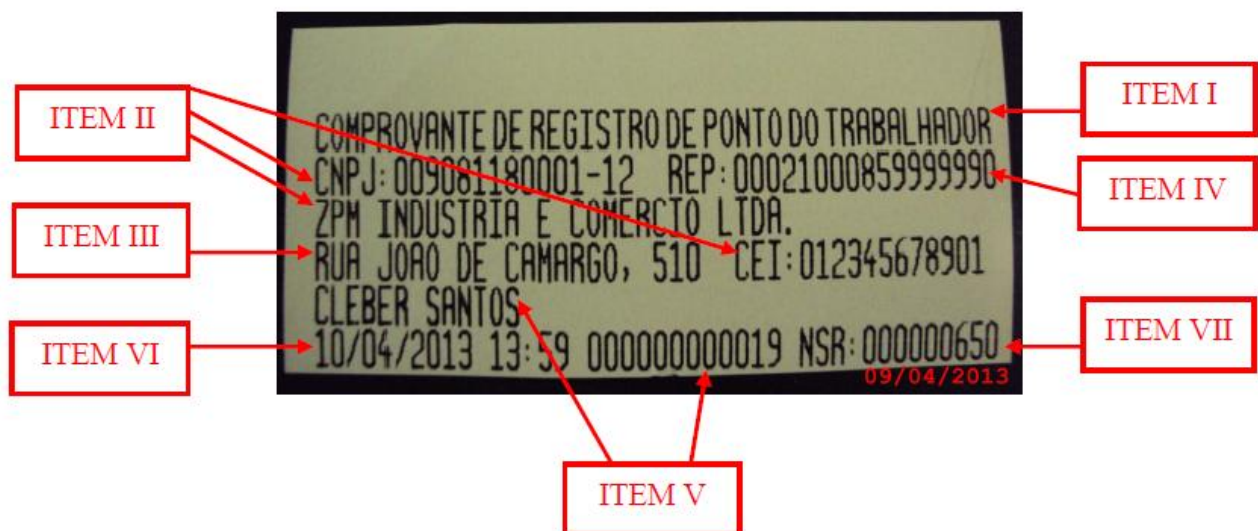 ITEM I
ITEM II
COMPROVANTE DE REGISTRO DE PONTO DO TRABALHADOR
CNPJ:009081180001-12 REP:00021000859999990
ITEM IV
ZPM INDUSTRIA E COMERCIO LTDA.
ITEM III
RUA JOAO DE CAMARGO, 510 CEI:012345678901
CLEBER SANTOS
ITEM VI
10/04/2013 13:59 000000000019 NSR:000000650
ITEM VII
09/04/2013
ITEM V